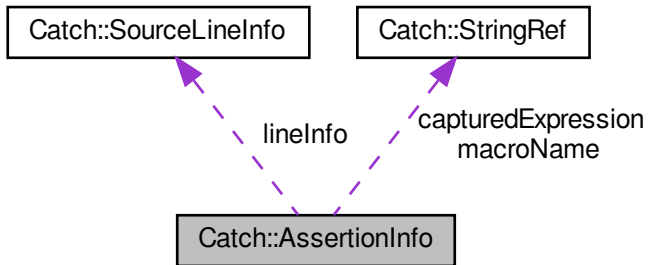 Catch::SourceLineInfo
Catch::StringRef
lineInfo
capturedExpression
macroName
Catch::AssertionInfo